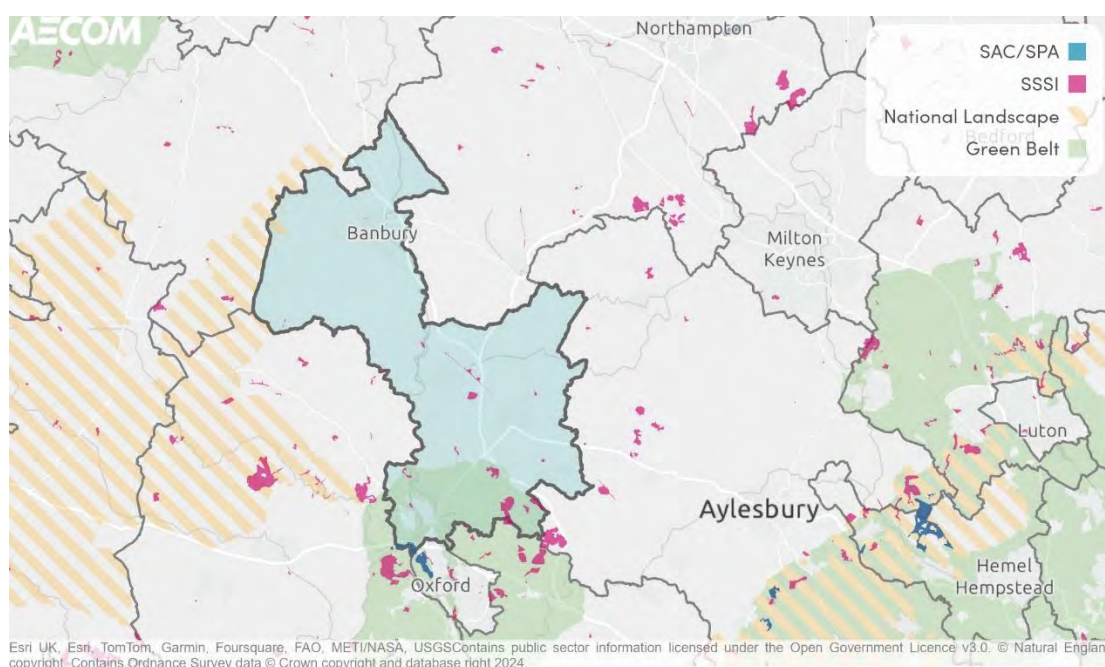 AECOM
Northampton
SAC/SPA
SSSI
National Landscape
Bedford
Green Belt
Banbury
Milton
Keynes
Luton
Aylesbury
Hemel
Hempstead
Oxford
Esri UK, Esri, TomTom, Garmin, Foursquare, FAO, METI/NASA, USGSContains public sector information licensed under the Open Government Licence v3.0. © Natural Englan
copyright. Contains Ordnance Survey data © Crown copyright and database right 2024